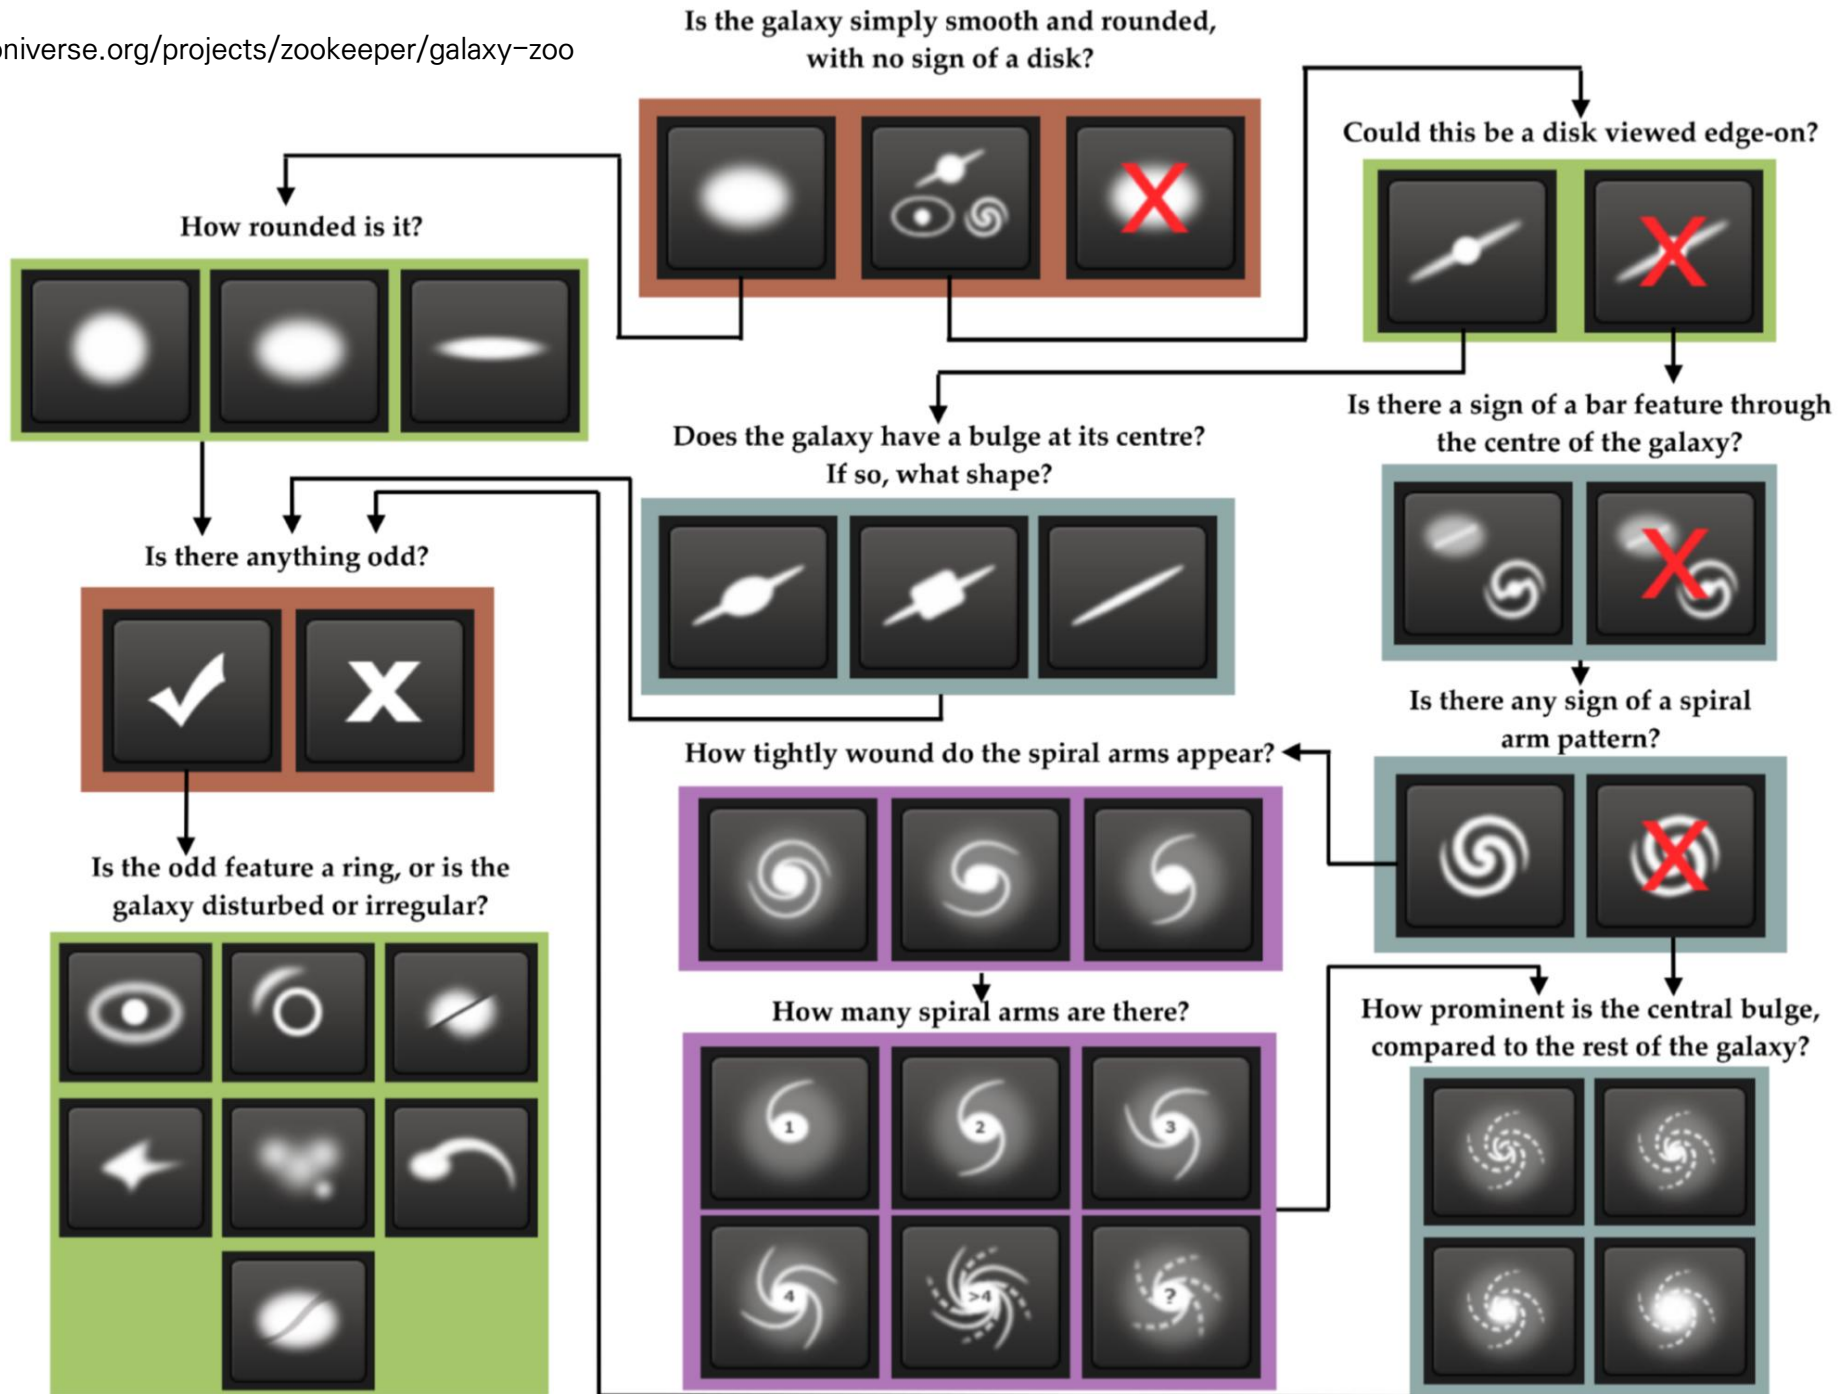 oniverse.org/projects/zookeeper/galaxy-zoo
Is the galaxy simply smooth and rounded,
with no sign of a disk?
Could this be a disk viewed edge-on?
How rounded is it?
Is there a sign of a bar feature through
the centre of the galaxy?
Does the galaxy have a bulge at its centre?
If so, what shape?
Is there anything odd?
Is there any sign of a spiral
arm pattern?
How tightly wound do the spiral arms appear?
Is the odd feature a ring, or is the
galaxy disturbed or irregular?
How many spiral arms are there?
How prominent is the central bulge,
compared to the rest of the galaxy?
1
2
3
4
>4
?